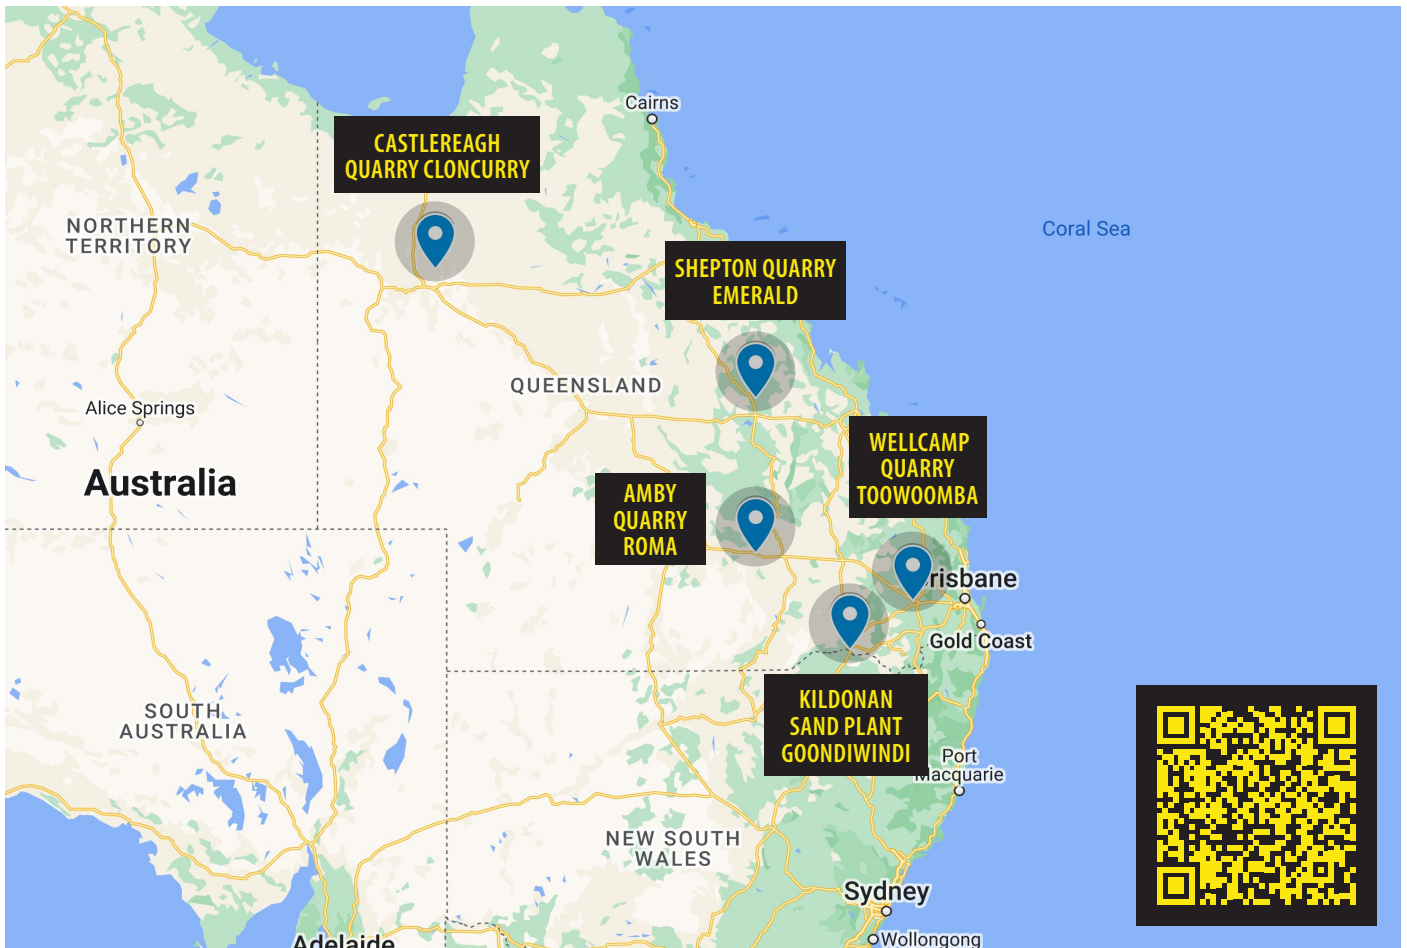 Cairns
CASTLEREAGH
QUARRY CLONCURRY
NORTHERN
TERRITORY
Coral Sea
SHEPTON QUARRY
EMERALD
QUEENSLAND
Alice Springs
WELLCAMP
QUARRY
TOOWOOMBA
Australia
AMBY
QUARRY
ROMA
risbane
Gold Coast
KILDONAN
SAND PLANT
GOONDIWINDI
SOUTH
AUSTRALIA
Port
Macquarie
NEW SOUTH
WALES
Sydney
Adelaide
Wollongong